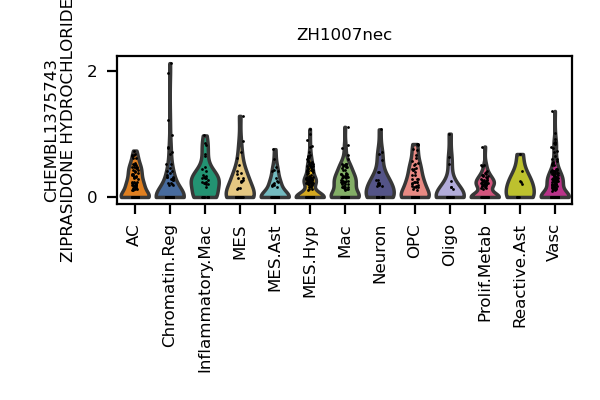 ZH1007nec
CHEMBL1375743
ZIPRASIDONE HYDROCHLORIDE
2
0
AC
Chromatin.Reg
Inflammatory.Mac
MES
MES.Ast
MES.Hyp
Mac
Neuron
OPC
Oligo
Prolif.Metab
Reactive.Ast
Vasc